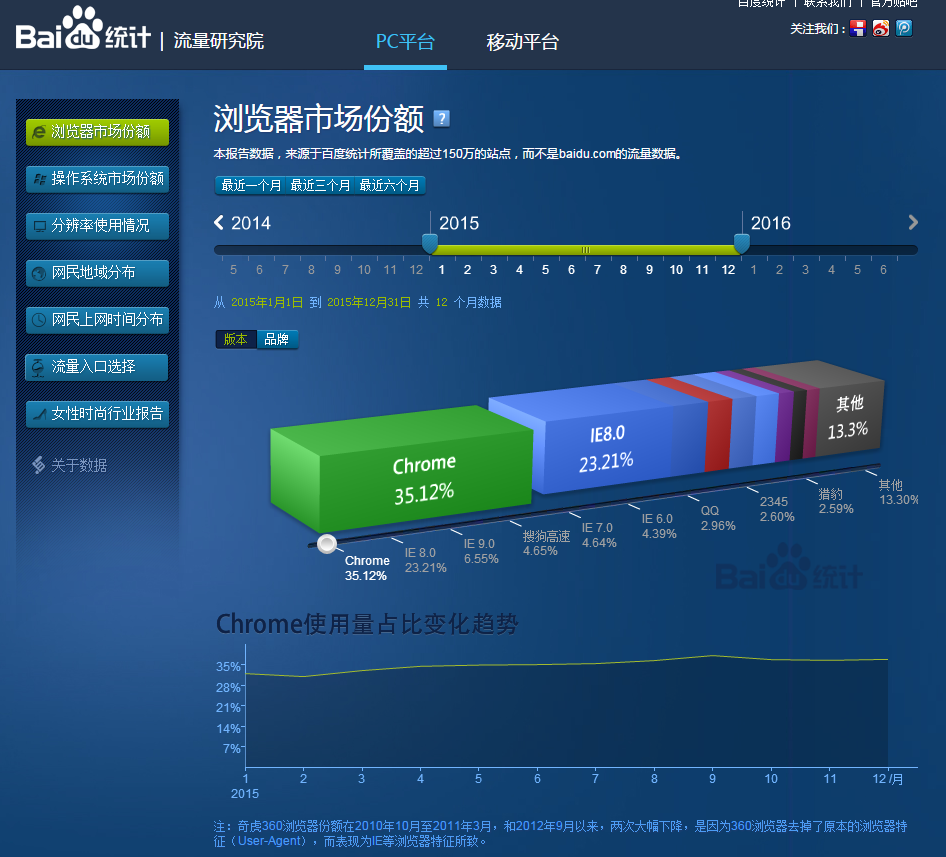 百度统计 | 联系我们 | 官方贴吧
Baidu统计 | 流量研究院
PC平台
移动平台
关注我们：
浏览器市场份额
操作系统市场份额
分辨率使用情况
网民地域分布
网民上网时间分布
流量入口选择
女性时尚行业报告
关于数据
浏览器市场份额 ?
本报告数据，来源于百度统计所覆盖的超过150万的站点，而不是baidu.com的流量数据。
最近一个月 最近三个月 最近六个月
2014 2015 2016
5 6 7 8 9 10 11 12 1 2 3 4 5 6 7 8 9 10 11 12 1 2 3 4 5 6
从 2015年1月1日 到 2015年12月31日 共 12 个月数据
版本 品牌
Chrome
35.12%
IE8.0
23.21%
其他
13.3%
Chrome
35.12%
IE 8.0
23.21%
IE 9.0
6.55%
搜狗高速
4.65%
IE 7.0
4.64%
IE 6.0
4.39%
QQ
2.96%
2345
2.60%
猎豹
2.59%
其他
13.30%
Baidu统计
Chrome使用量占比变化趋势
35%
28%
21%
14%
7%
1 2 3 4 5 6 7 8 9 10 11 12 /月
2015
注：奇虎360浏览器份额在2010年10月至2011年3月，和2012年9月以来，两次大幅下降，是因为360浏览器去掉了原本的浏览器特
征（User-Agent），而表现为IE等浏览器特征所致。